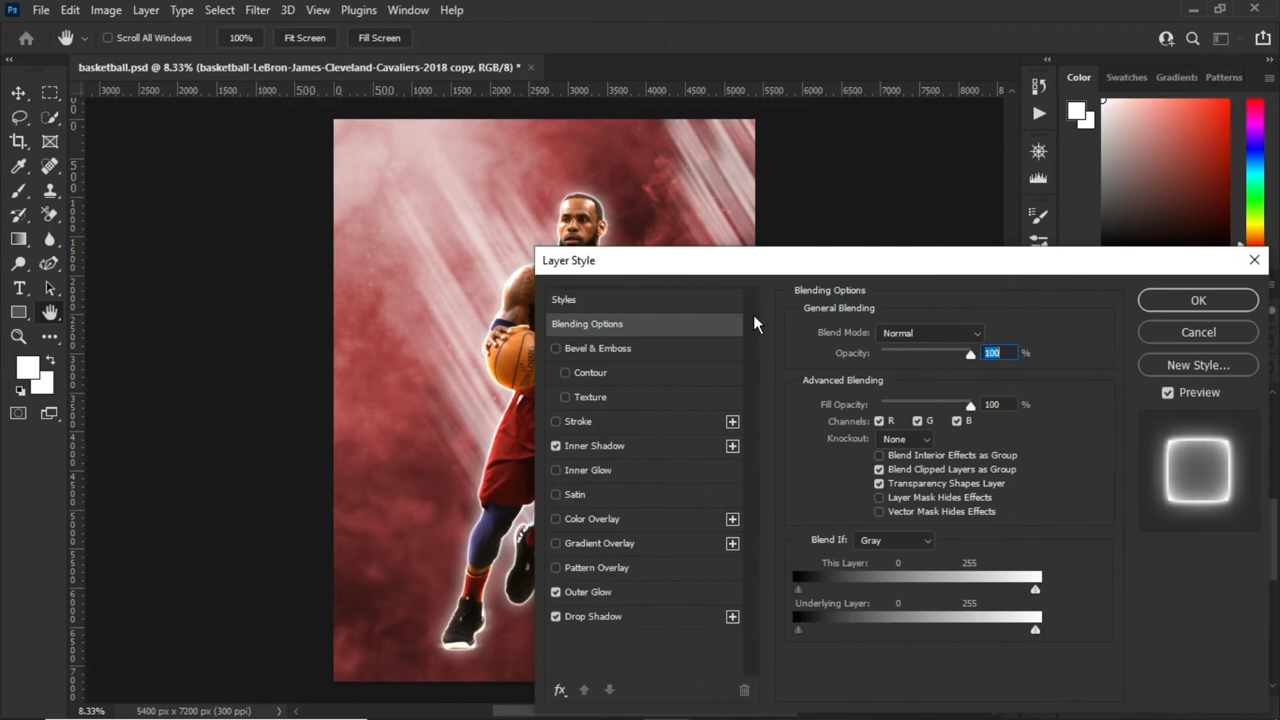 Ps File Edit Image Layer Type Select Filter 3D View Plugins Window Help
Scroll All Windows 100% Fit Screen Fill Screen
basketball.psd @ 8.33% (basketball-LeBron-James-Cleveland-Cavaliers-2018 copy, RGB/8) *
Color Swatches Gradients Patterns
3000 2500 2000 1500 1000 500 0 500 1000 1500 2000 2500 3000 3500 4000 4500 5000 5500 6000 6500 7000 7500 8000
Layer Style
Styles
Blending Options
Bevel & Emboss
Contour
Texture
Stroke
Inner Shadow
Inner Glow
Satin
Color Overlay
Gradient Overlay
Pattern Overlay
Outer Glow
Drop Shadow
fx
Blending Options
General Blending
Blend Mode: Normal
Opacity: 100 %
Advanced Blending
Fill Opacity: 100 %
Channels: R G B
Knockout: None
Blend Interior Effects as Group
Blend Clipped Layers as Group
Transparency Shapes Layer
Layer Mask Hides Effects
Vector Mask Hides Effects
Blend If: Gray
This Layer: 0 255
Underlying Layer: 0 255
OK
Cancel
New Style...
Preview
8.33% 5400 px x 7200 px (300 ppi)